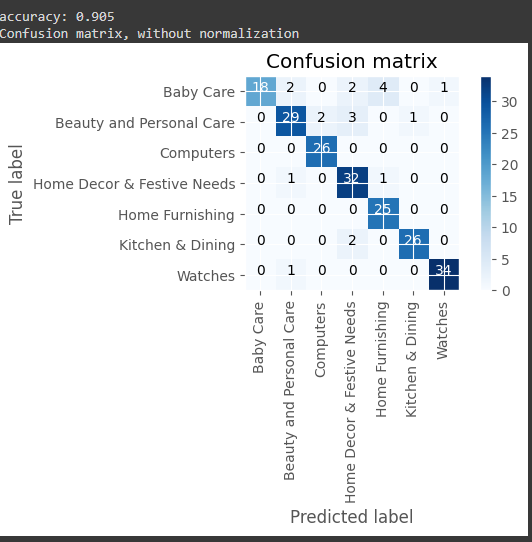 accuracy: 0.905
Confusion matrix, without normalization
Confusion matrix
True label
Baby Care 18 2 0 2 4 0 1
Beauty and Personal Care 0 29 2 3 0 1 0
Computers 0 0 26 0 0 0 0
Home Decor & Festive Needs 0 1 0 32 1 0 0
Home Furnishing 0 0 0 0 25 0 0
Kitchen & Dining 0 0 0 2 0 26 0
Watches 0 1 0 0 0 0 34
Baby Care
Beauty and Personal Care
Computers
Home Decor & Festive Needs
Home Furnishing
Kitchen & Dining
Watches
Predicted label
30
25
20
15
10
5
0